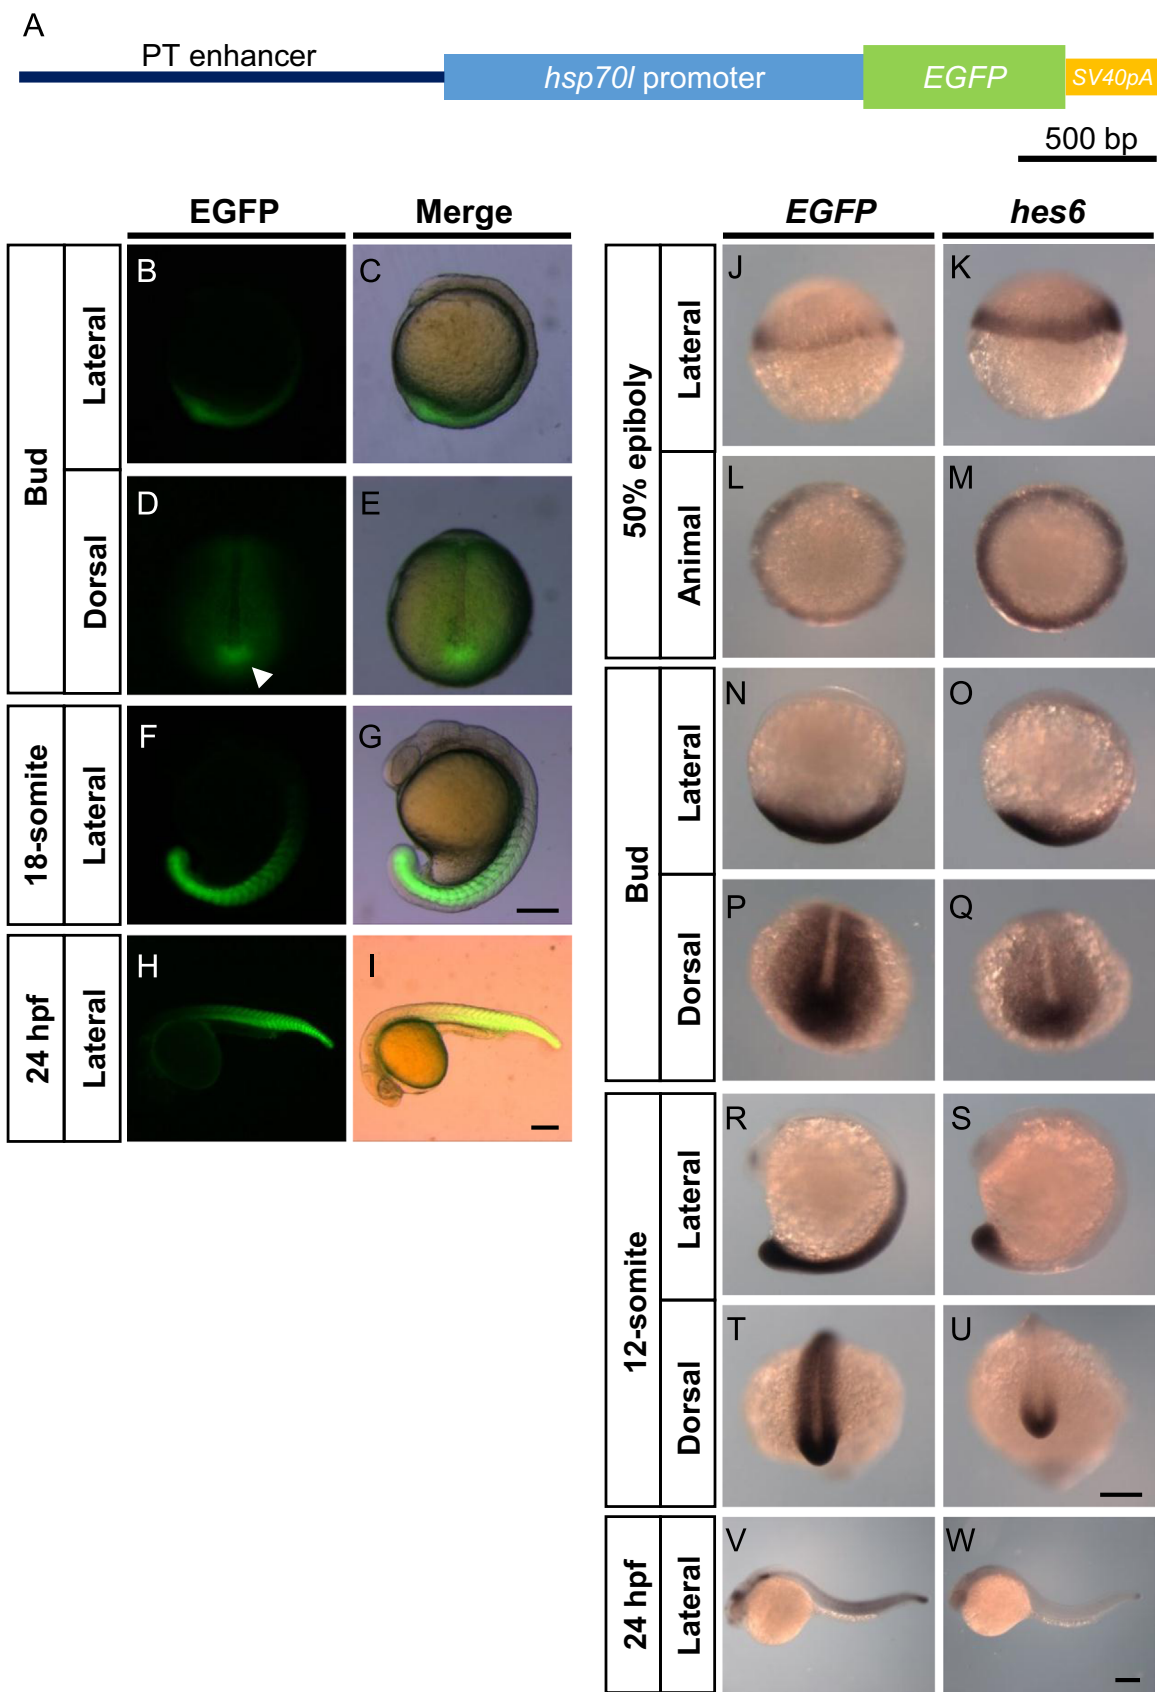 A
PT enhancer
hsp70l promoter
EGFP
SV40pA
500 bp
EGFP
Merge
Bud
Lateral
B
C
Dorsal
D
E
18-somite
Lateral
F
G
24 hpf
Lateral
H
I
EGFP
hes6
50% epiboly
Lateral
J
K
Animal
L
M
Bud
Lateral
N
O
Dorsal
P
Q
12-somite
Lateral
R
S
Dorsal
T
U
24 hpf
Lateral
V
W